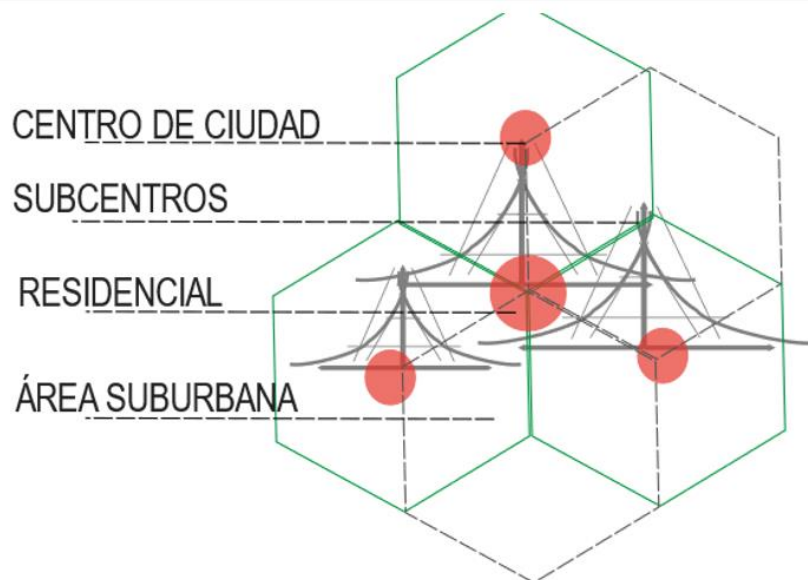 CENTRO DE CIUDAD
SUBCENTROS
RESIDENCIAL
ÁREA SUBURBANA